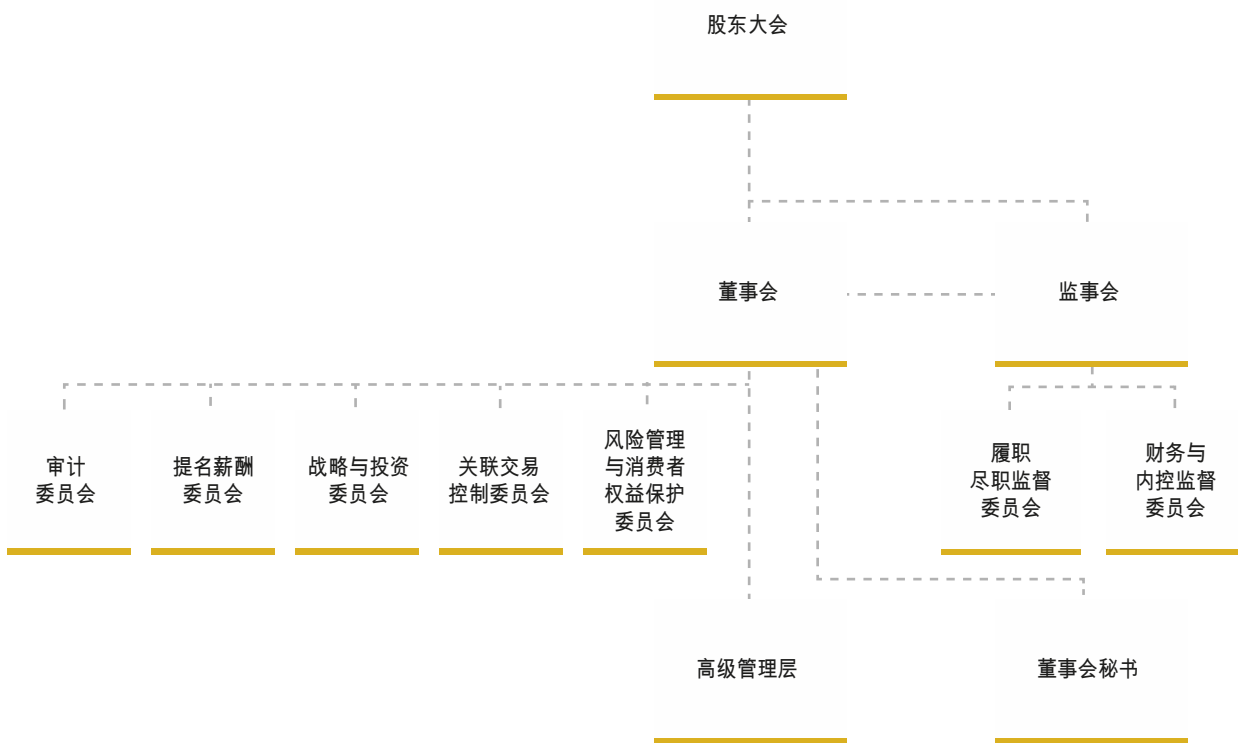 股东大会
董事会
监事会
审计
委员会
提名薪酬
委员会
战略与投资
委员会
关联交易
控制委员会
风险管理
与消费者
权益保护
委员会
履职
尽职监督
委员会
财务与
内控监督
委员会
高级管理层
董事会秘书